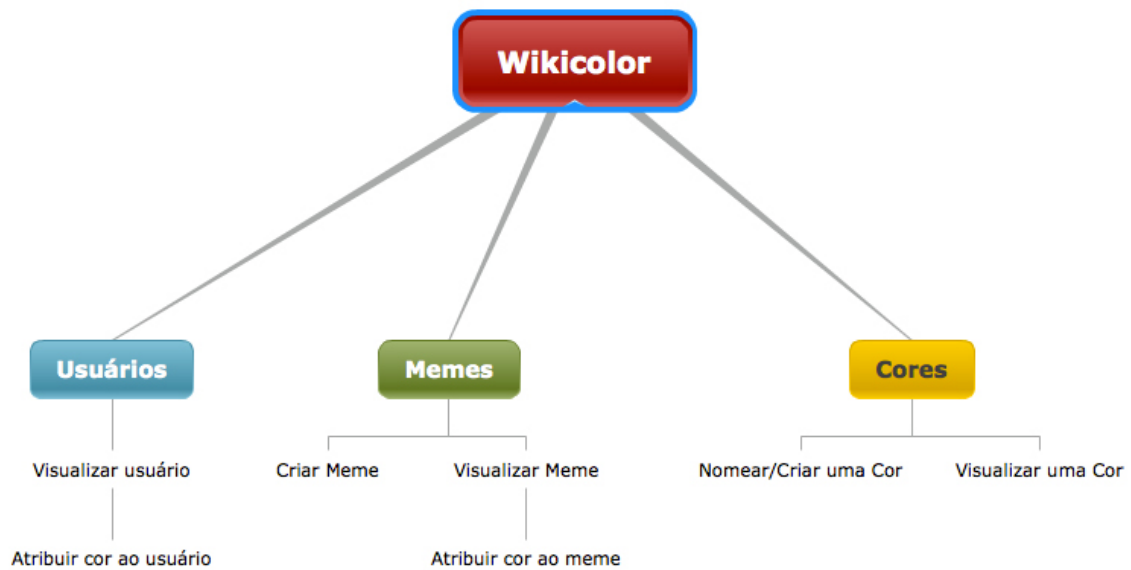 Wikicolor
Usuários
Memes
Cores
Visualizar usuário
Criar Meme
Visualizar Meme
Nomear/Criar uma Cor
Visualizar uma Cor
Atribuir cor ao usuário
Atribuir cor ao meme